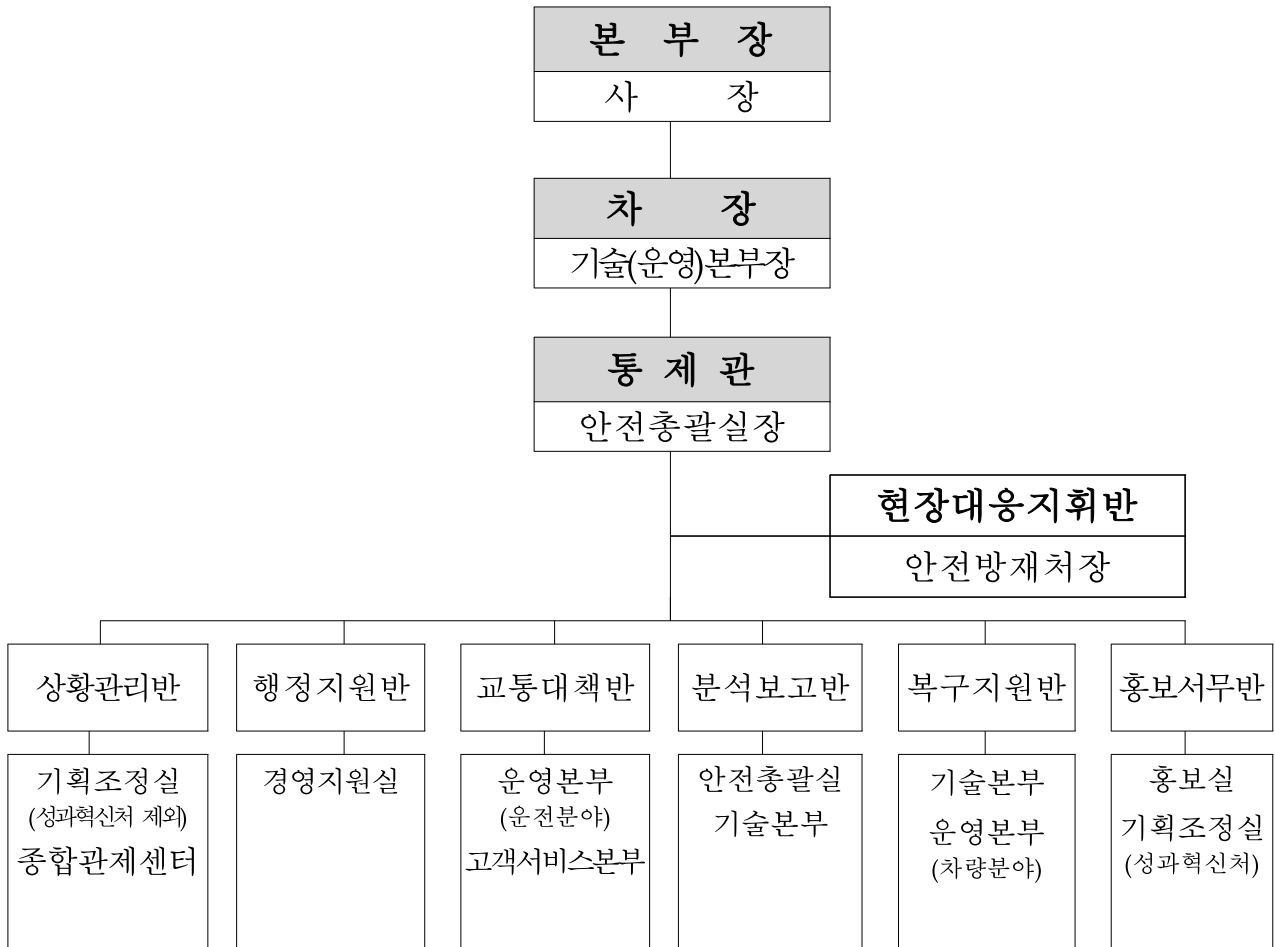 본 부 장
사 장
차 장
기술(운영)본부장
통 제 관
안전총괄실장
현장대응지휘반
안전방재처장
상황관리반
행정지원반
교통대책반
분석보고반
복구지원반
홍보서무반
기획조정실
(성과혁신처 제외)
종합관제센터
경영지원실
운영본부
(운전분야)
고객서비스본부
안전총괄실
기술본부
기술본부
운영본부
(차량분야)
홍보실
기획조정실
(성과혁신처)